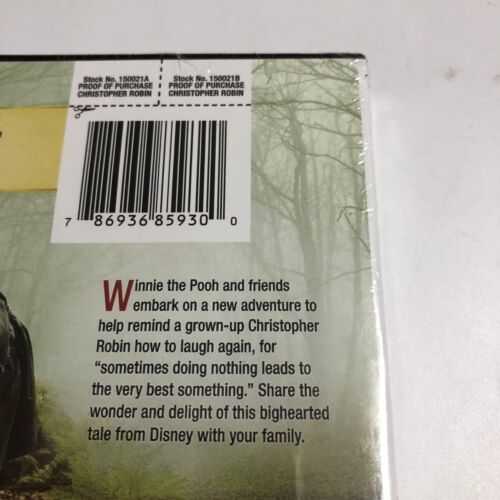 Stock No. 150021A Stock No. 150021B
PROOF OF PURCHASE PROOF OF PURCHASE
CHRISTOPHER ROBIN CHRISTOPHER ROBIN
7 86936 85930 0
Winnie the Pooh and friends
embark on a new adventure to
help remind a grown-up Christopher
Robin how to laugh again, for
“sometimes doing nothing leads to
the very best something.” Share the
wonder and delight of this bighearted
tale from Disney with your family.